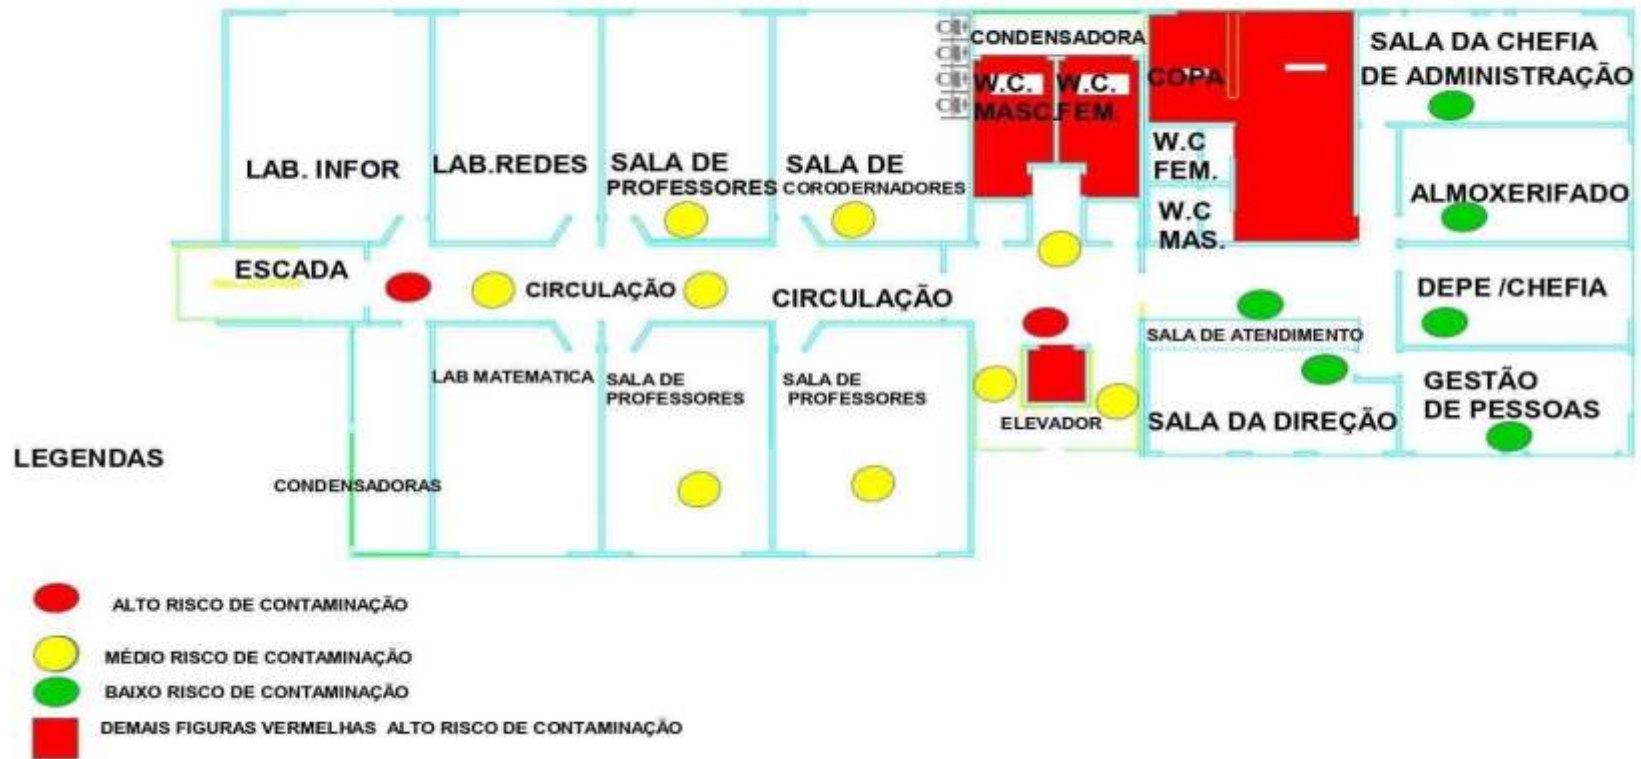 CONDENSADORA
SALA DA CHEFIA
DE ADMINISTRAÇÃO
W.C.
MASC.
W.C.
FEM.
COPA
LAB. INFOR
LAB.REDES
SALA DE
PROFESSORES
SALA DE
CORODERNADORES
W.C
FEM.
ALMOXERIFADO
W.C
MAS.
ESCADA
CIRCULAÇÃO
CIRCULAÇÃO
DEPE /CHEFIA
SALA DE ATENDIMENTO
LAB MATEMATICA
SALA DE
PROFESSORES
SALA DE
PROFESSORES
ELEVADOR
SALA DA DIREÇÃO
GESTÃO
DE PESSOAS
LEGENDAS
CONDENSADORAS
ALTO RISCO DE CONTAMINAÇÃO
MÉDIO RISCO DE CONTAMINAÇÃO
BAIXO RISCO DE CONTAMINAÇÃO
DEMAIS FIGURAS VERMELHAS ALTO RISCO DE CONTAMINAÇÃO